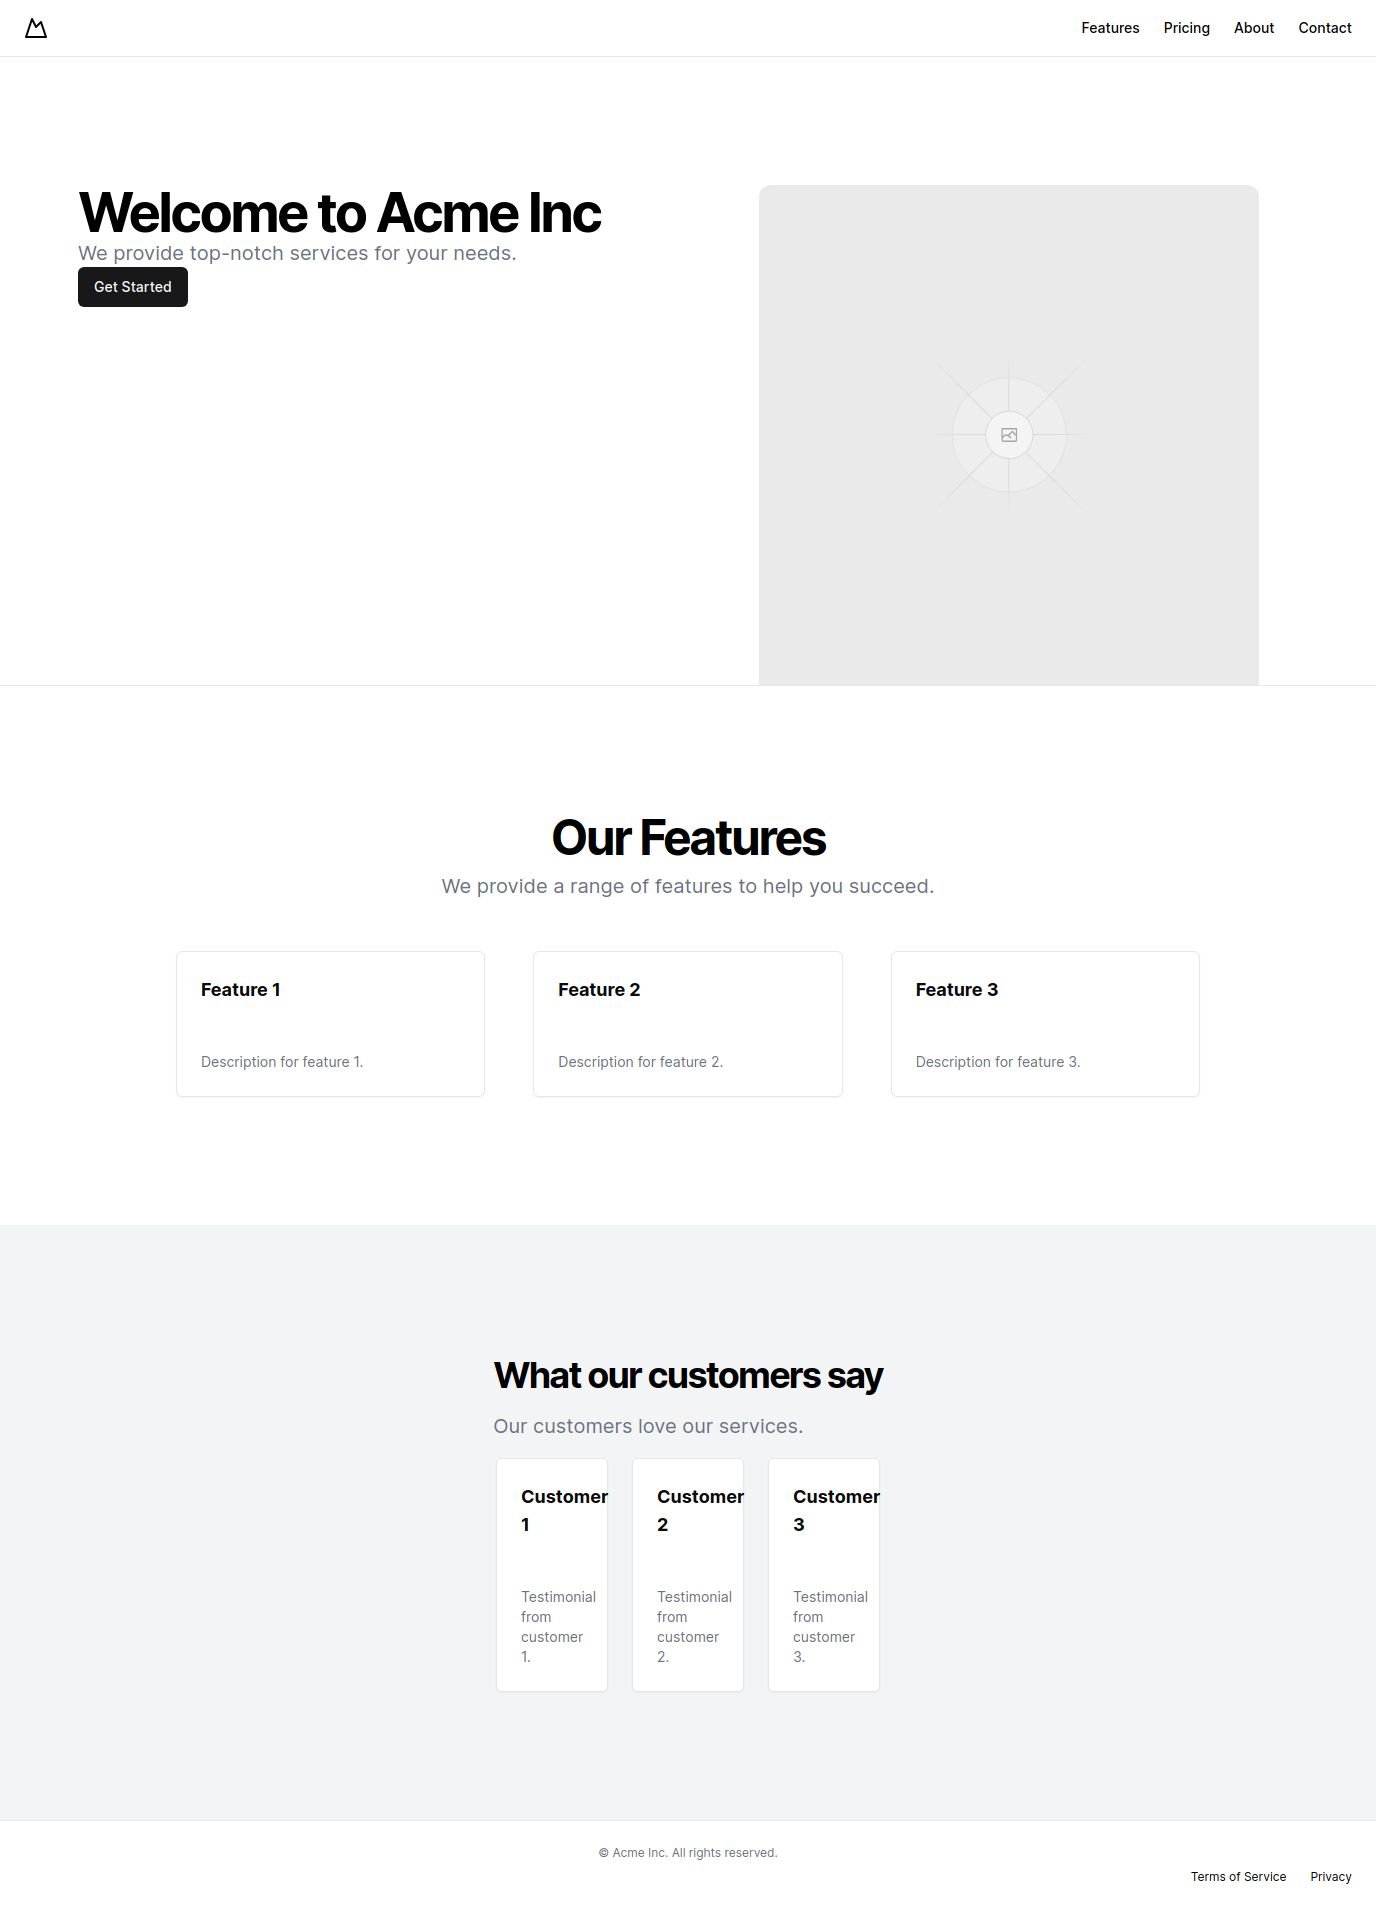 Features Pricing About Contact
Welcome to Acme Inc
We provide top-notch services for your needs.
Get Started
Our Features
We provide a range of features to help you succeed.
Feature 1
Description for feature 1.
Feature 2
Description for feature 2.
Feature 3
Description for feature 3.
What our customers say
Our customers love our services.
Customer
1
Testimonial
from
customer
1.
Customer
2
Testimonial
from
customer
2.
Customer
3
Testimonial
from
customer
3.
© Acme Inc. All rights reserved.
Terms of Service Privacy